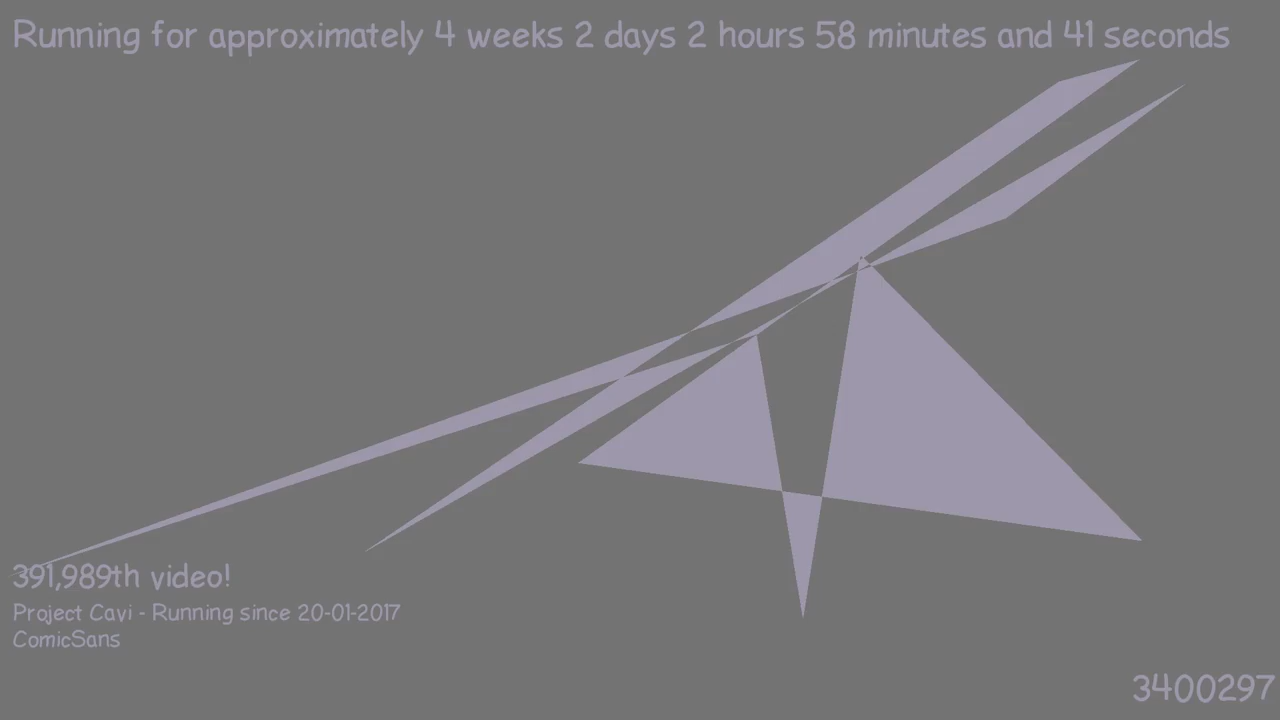 Running for approximately 4 weeks 2 days 2 hours 58 minutes and 41 seconds
391,989th video!
Project Cavi - Running since 20-01-2017
ComicSans
3400297